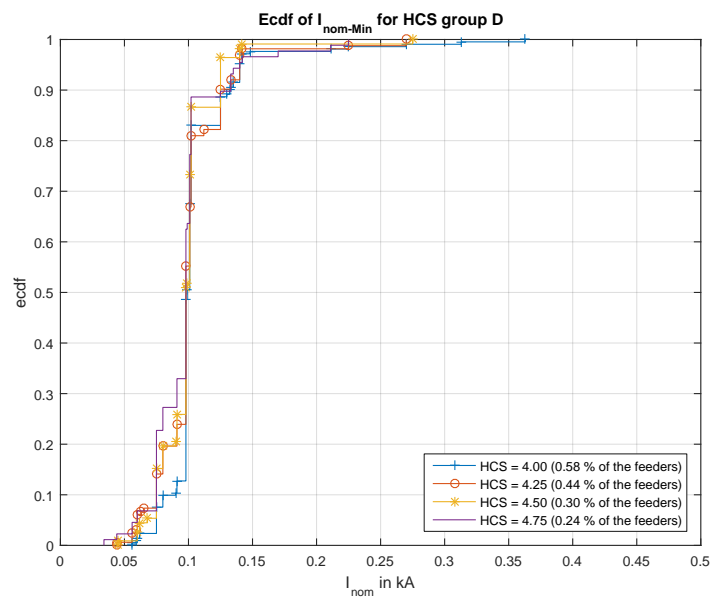 Ecdf of I_nom-Min for HCS group D
1
0.9
0.8
0.7
0.6
0.5
0.4
0.3
0.2
0.1
0
ecdf
0 0.05 0.1 0.15 0.2 0.25 0.3 0.35 0.4 0.45 0.5
I_nom in kA
HCS = 4.00 (0.58 % of the feeders)
HCS = 4.25 (0.44 % of the feeders)
HCS = 4.50 (0.30 % of the feeders)
HCS = 4.75 (0.24 % of the feeders)